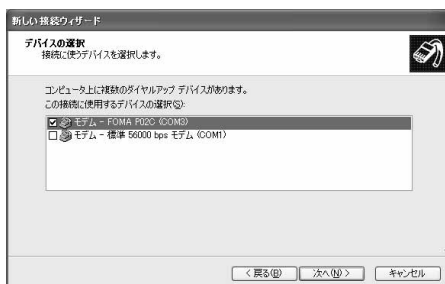 新しい接続ウィザード
デバイスの選択
接続に使うデバイスを選択します。
コンピュータ上に複数のダイヤルアップ デバイスがあります。
この接続に使用するデバイスの選択(S):
モデム - FOMA P02C (COM3)
モデム - 標準 56000 bps モデム (COM1)
< 戻る(B)
次へ(N) >
キャンセル